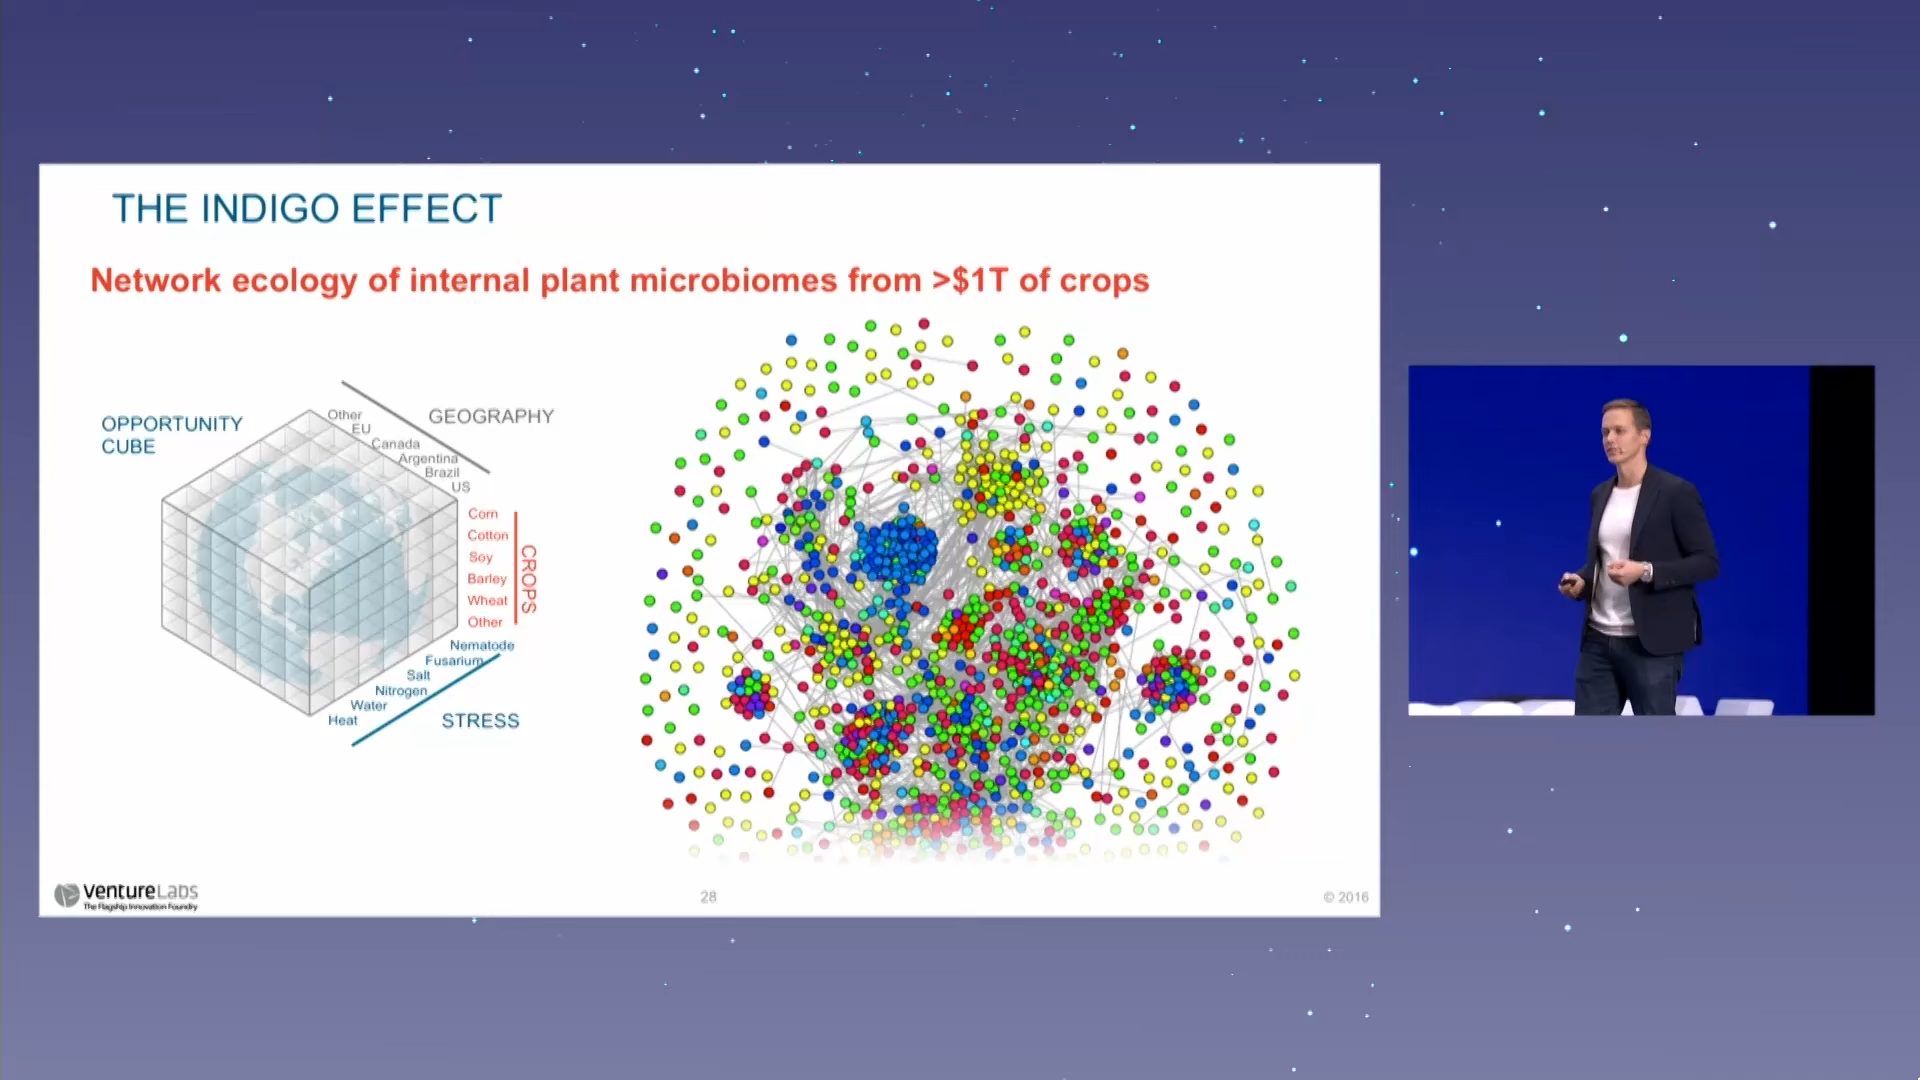 THE INDIGO EFFECT
Network ecology of internal plant microbiomes from >$1T of crops
OPPORTUNITY
CUBE
GEOGRAPHY
Other
EU
Canada
Argentina
Brazil
US
Corn
Cotton
Soy
Barley
Wheat
Other
CROPS
Nematode
Fusarium
Salt
Nitrogen
Water
Heat
STRESS
VentureLabs
The Flagship Innovation Foundry
28
© 2016